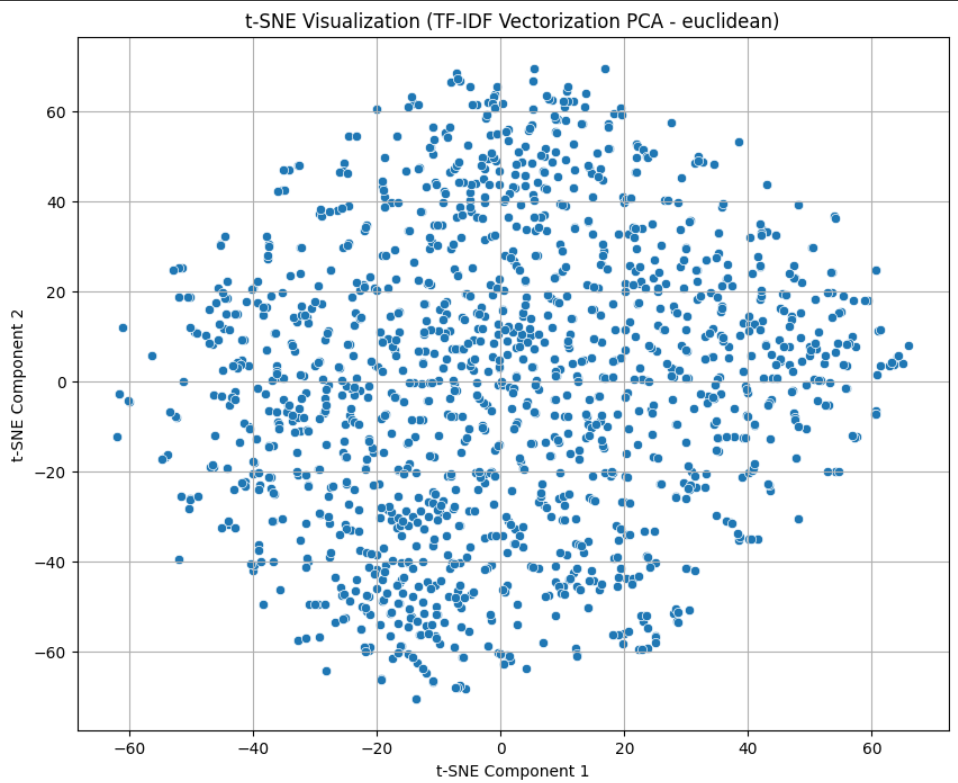 t-SNE Visualization (TF-IDF Vectorization PCA - euclidean)
60
40
20
0
−20
−40
−60
t-SNE Component 2
−60 −40 −20 0 20 40 60
t-SNE Component 1